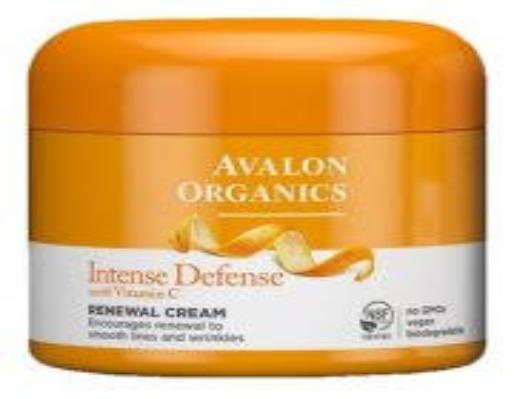 AVALON
ORGANICS
Intense Defense
with Vitamin C
RENEWAL CREAM
Encourages renewal to
smooth lines and wrinkles
NSF
no GMOs
vegan
biodegradable